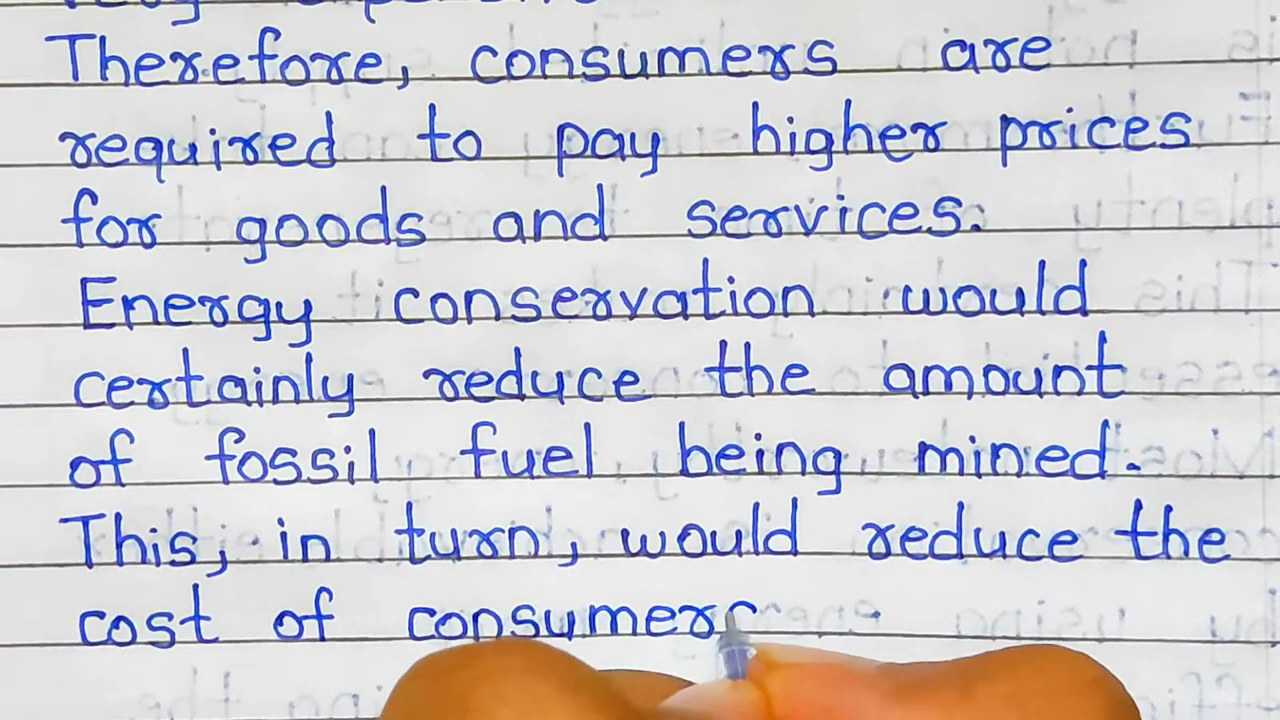 Therefore, consumers are
required to pay higher prices
for goods and services.
Energy conservation would
certainly reduce the amount
of fossil fuel being mined.
This, in turn, would reduce the
cost of consumer